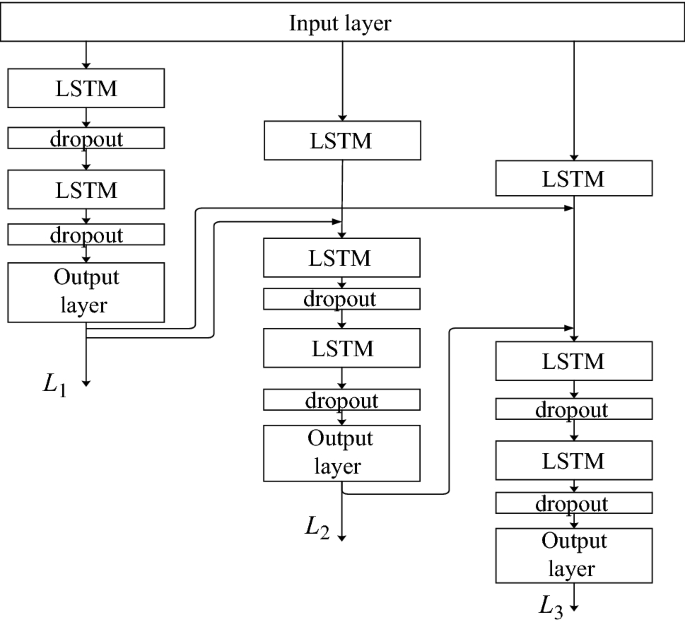 Input layer
LSTM
dropout
LSTM
dropout
Output
layer
L1
LSTM
LSTM
dropout
LSTM
dropout
Output
layer
L2
LSTM
LSTM
dropout
LSTM
dropout
Output
layer
L3